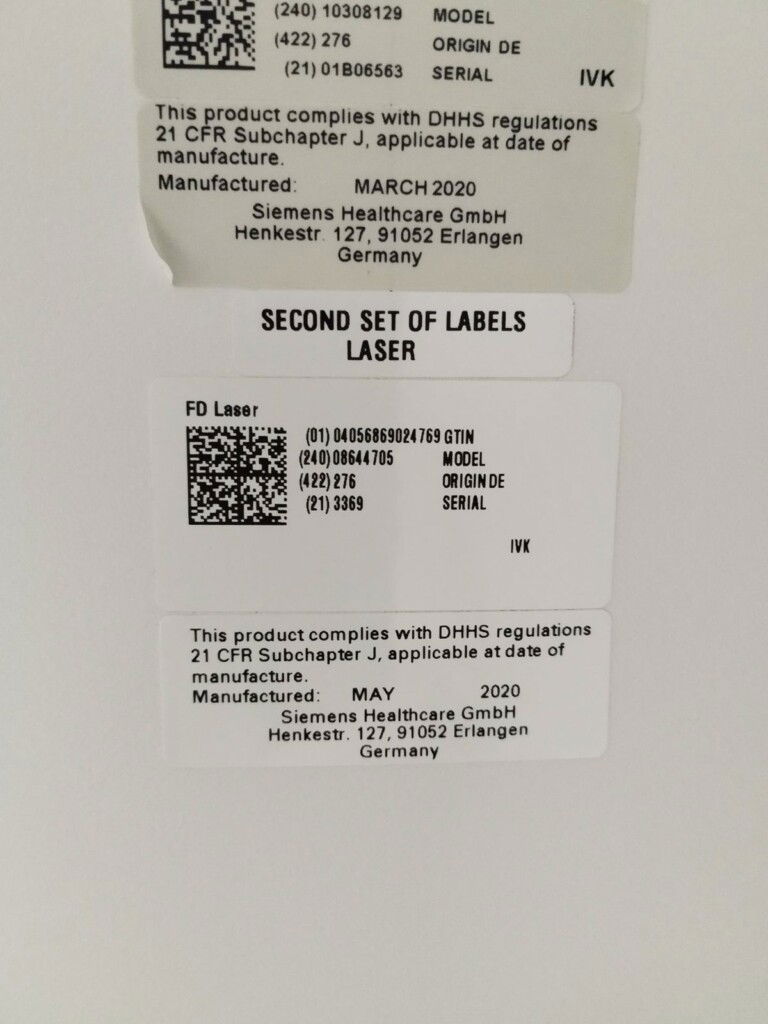 (240) 10308129 MODEL
(422) 276 ORIGIN DE
(21) 01B06563 SERIAL IVK
This product complies with DHHS regulations
21 CFR Subchapter J, applicable at date of
manufacture.
Manufactured: MARCH 2020
Siemens Healthcare GmbH
Henkestr. 127, 91052 Erlangen
Germany
SECOND SET OF LABELS
LASER
FD Laser
(01) 04056869024769 GTIN
(240) 08644705 MODEL
(422) 276 ORIGIN DE
(21) 3369 SERIAL
IVK
This product complies with DHHS regulations
21 CFR Subchapter J, applicable at date of
manufacture.
Manufactured: MAY 2020
Siemens Healthcare GmbH
Henkestr. 127, 91052 Erlangen
Germany